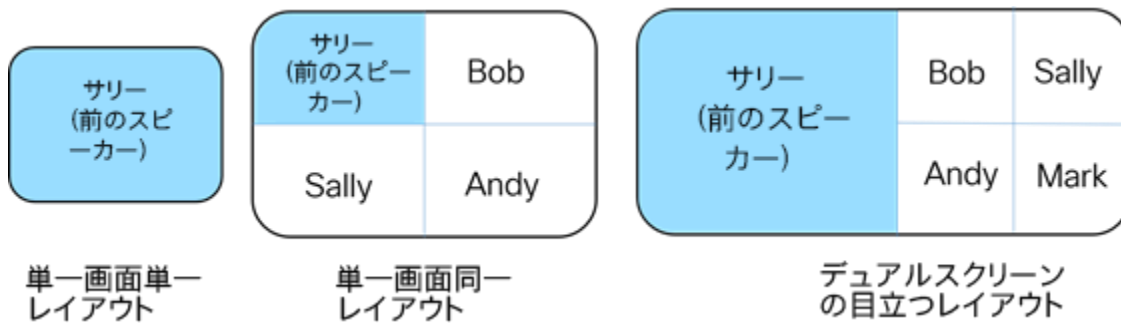 サリー
(前のスピ
ーカー)
単一画面単一
レイアウト
サリー
(前のスピー
カー)
Bob
Sally
Andy
単一画面同一
レイアウト
サリー
(前のスピー
カー)
Bob
Sally
Andy
Mark
デュアルスクリーン
の目立つレイアウト